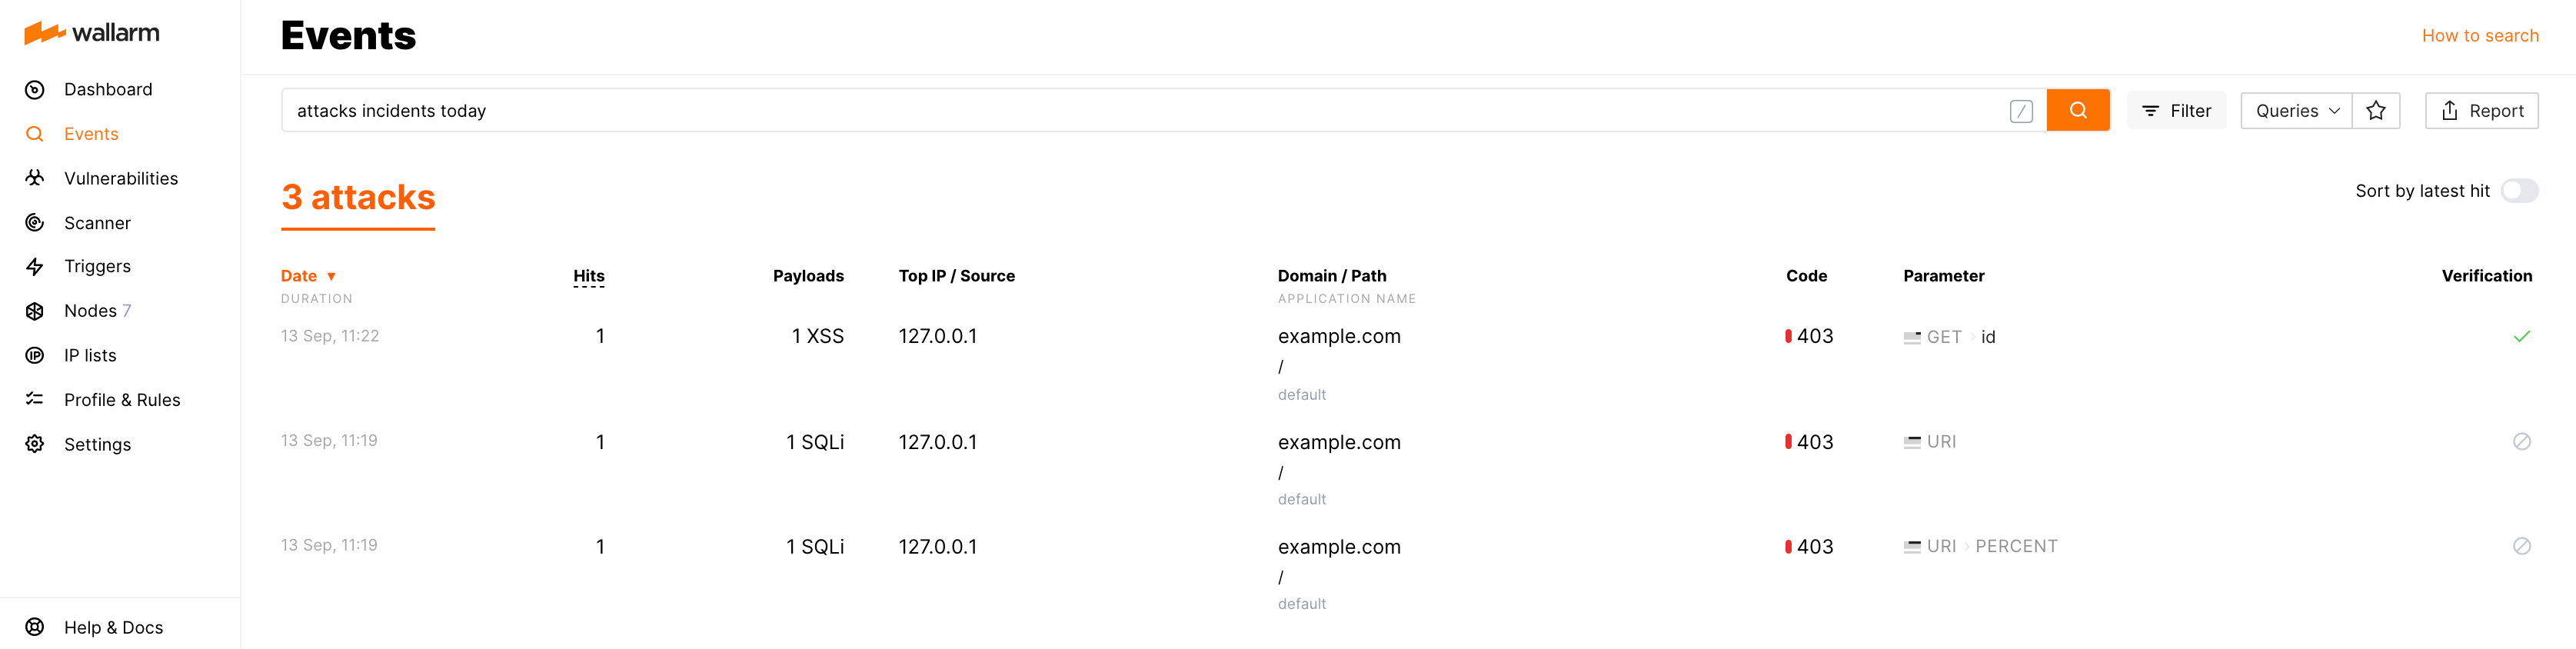 wallarm
Dashboard
Events
Vulnerabilities
Scanner
Triggers
Nodes 7
IP lists
Profile & Rules
Settings
Help & Docs
Events
How to search
attacks incidents today
/
Filter
Queries
Report
3 attacks
Sort by latest hit
Date ▼ Hits Payloads Top IP / Source Domain / Path Code Parameter Verification
DURATION APPLICATION NAME
13 Sep, 11:22 1 1 XSS 127.0.0.1 example.com 403 GET › id
/
default
13 Sep, 11:19 1 1 SQLi 127.0.0.1 example.com 403 URI
/
default
13 Sep, 11:19 1 1 SQLi 127.0.0.1 example.com 403 URI › PERCENT
/
default